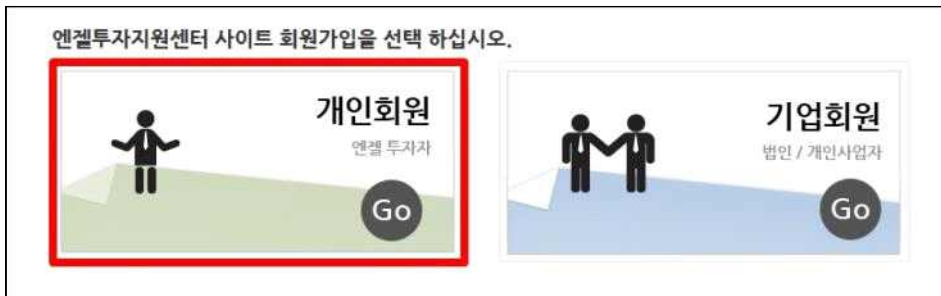 엔젤투자지원센터 사이트 회원가입을 선택 하십시오.
개인회원
엔젤 투자자
Go
기업회원
법인 / 개인사업자
Go